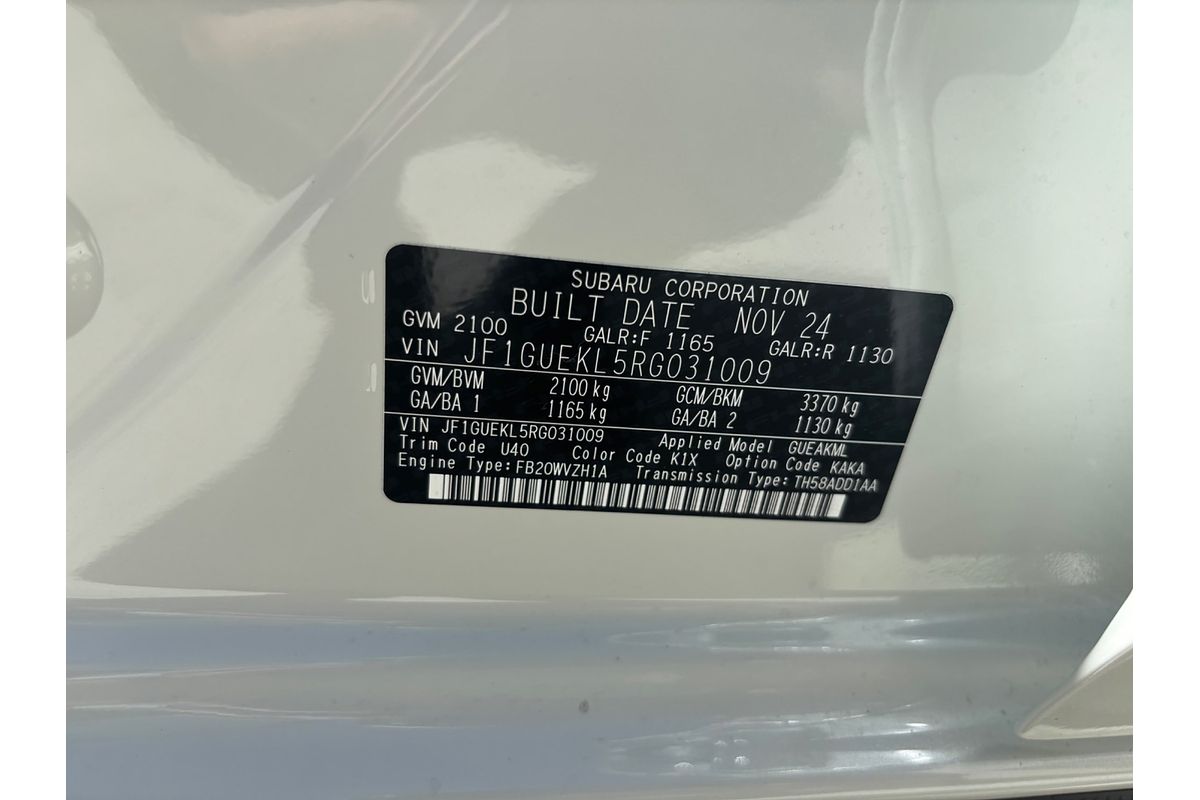 SUBARU CORPORATION
BUILT DATE NOV 24
GVM 2100 GALR:F 1165 GALR:R 1130
VIN JF1GUEKL5RG031009
GVM/BVM 2100 kg GCM/BKM 3370 kg
GA/BA 1 1165 kg GA/BA 2 1130 kg
VIN JF1GUEKL5RG031009 Applied Model GUEAKML
Trim Code U40 Color Code K1X Option Code KAKA
Engine Type:FB20WVZH1A Transmission Type:TH58ADD1AA